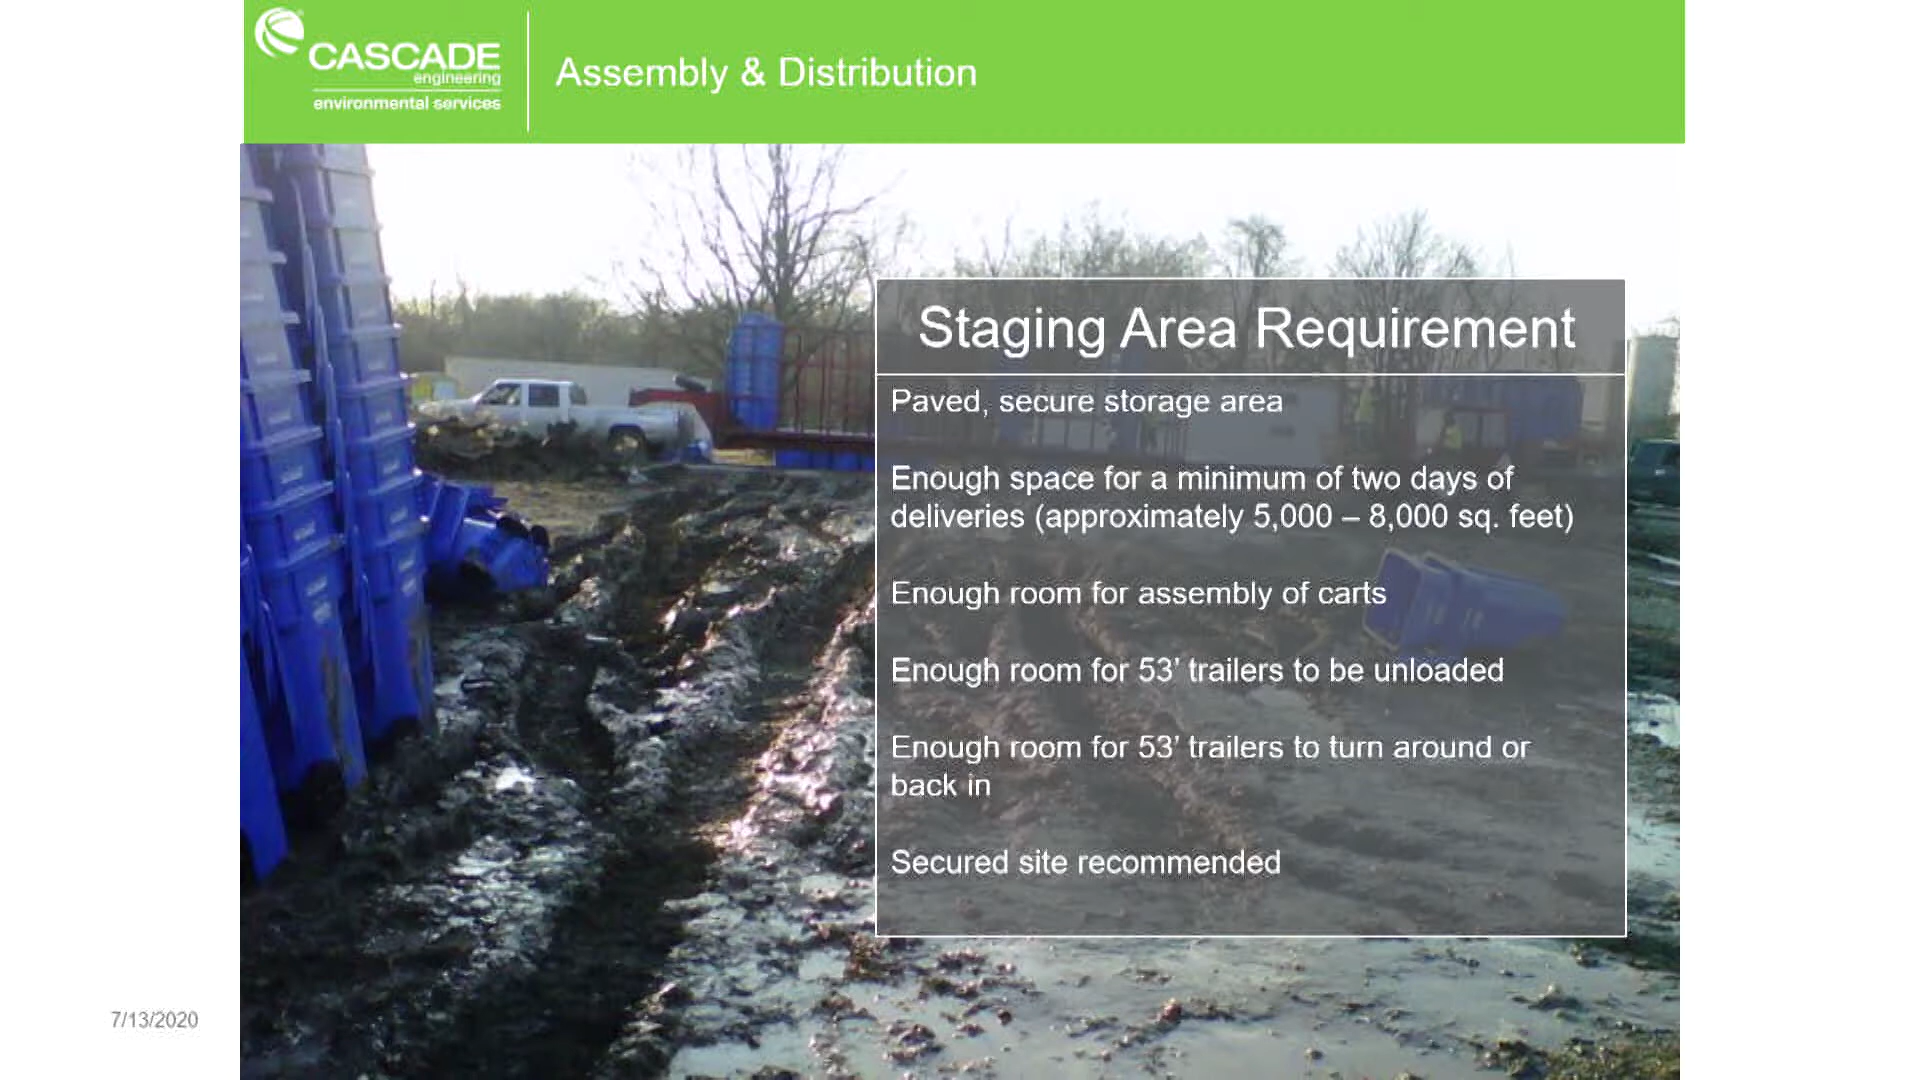 CASCADE
engineering
environmental services
Assembly & Distribution
Staging Area Requirement
Paved, secure storage area
Enough space for a minimum of two days of
deliveries (approximately 5,000 – 8,000 sq. feet)
Enough room for assembly of carts
Enough room for 53’ trailers to be unloaded
Enough room for 53’ trailers to turn around or
back in
Secured site recommended
7/13/2020